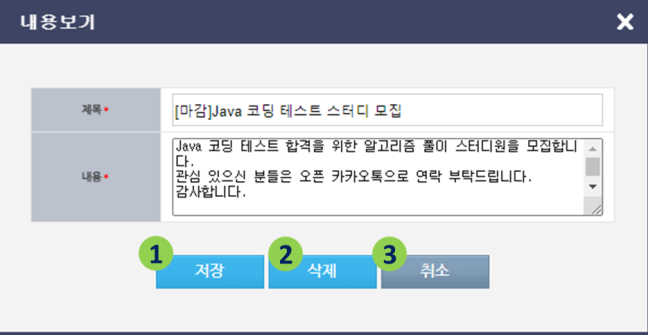 내용보기
제목*
[마감]Java 코딩 테스트 스터디 모집
내용*
Java 코딩 테스트 합격을 위한 알고리즘 풀이 스터디원을 모집합니
다.
관심 있으신 분들은 오픈 카카오톡으로 연락 부탁드립니다.
감사합니다.
1 저장 2 삭제 3 취소